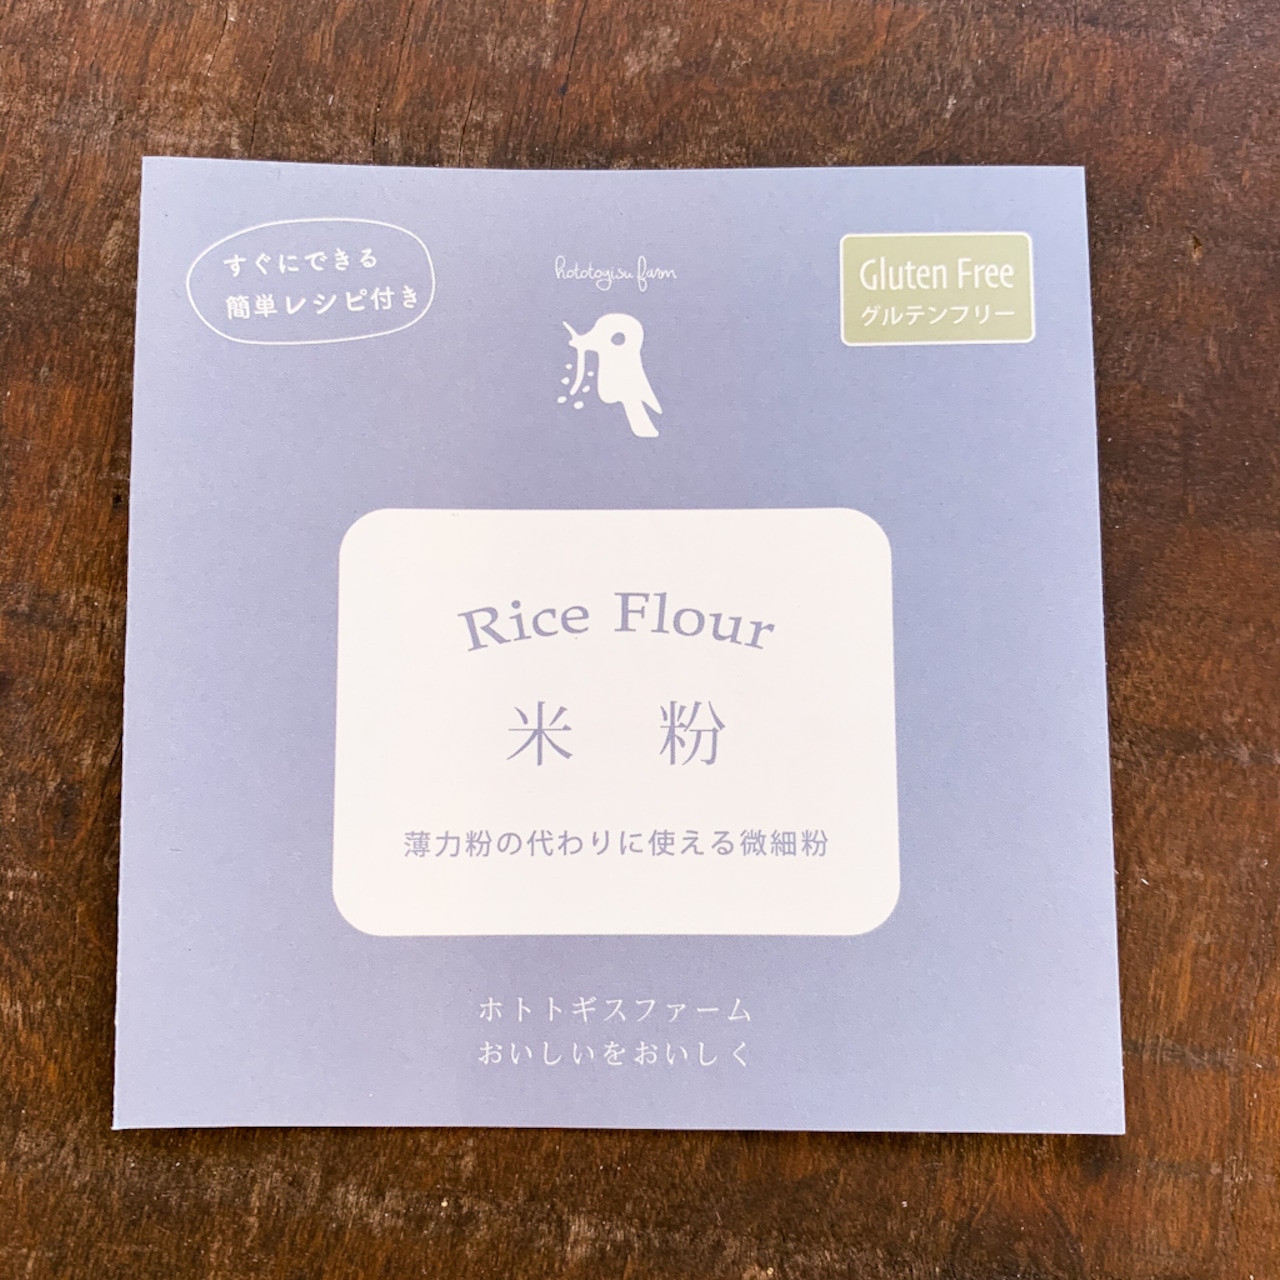 すぐにできる
簡単レシピ付き
hototogisu farm
Gluten Free
グルテンフリー
Rice Flour
米 粉
薄力粉の代わりに使える微細粉
ホトトギスファーム
おいしいをおいしく